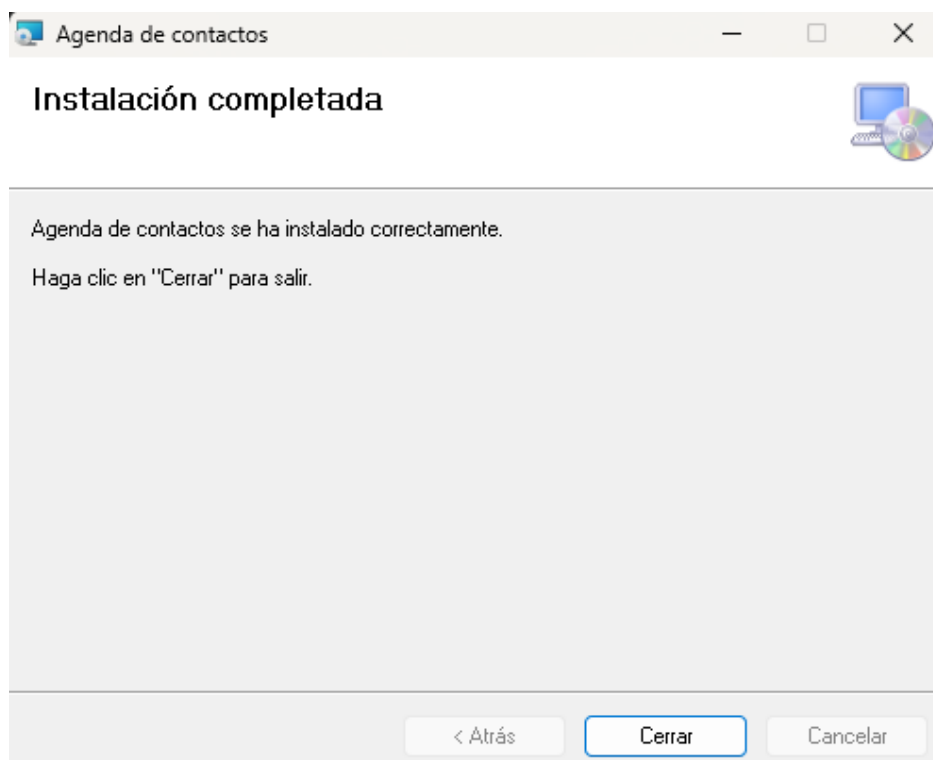 Agenda de contactos
Instalación completada
Agenda de contactos se ha instalado correctamente.
Haga clic en "Cerrar" para salir.
< Atrás
Cerrar
Cancelar